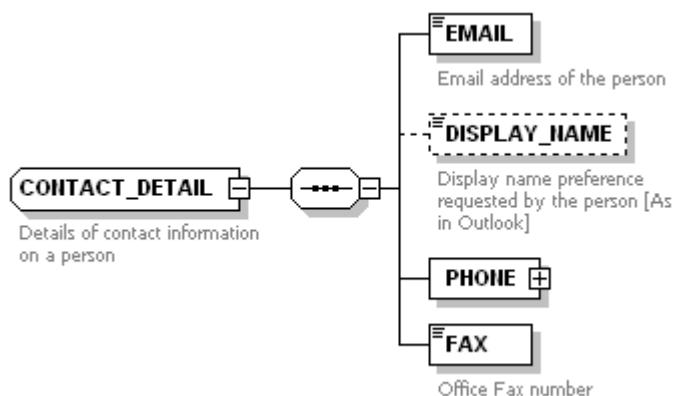 EMAIL
Email address of the person
DISPLAY_NAME
Display name preference
requested by the person [As
in Outlook]
CONTACT_DETAIL
Details of contact information
on a person
PHONE
FAX
Office Fax number